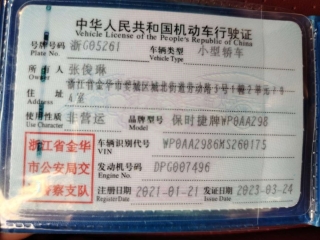 中华人民共和国机动车行驶证
Vehicle License of the People's Republic of China
号牌号码 浙G05261 车辆类型 小型轿车
Plate No. Vehicle Type
所有人 张俊琳
Owner
住址 浙江省金华市婺城区城北街道劳动路3号1幢2单元
Address 室
使用性质 非营运 品牌型号 保时捷牌WP0AA298
Use Character Model
浙江省金华 车辆识别代号 WP0AA2986MS260175
VIN
市公安局交 发动机号码 DPG007496
Engine No.
警察支队 注册日期 2021-01-21 发证日期 2023-03-24
Register Date Issue Date